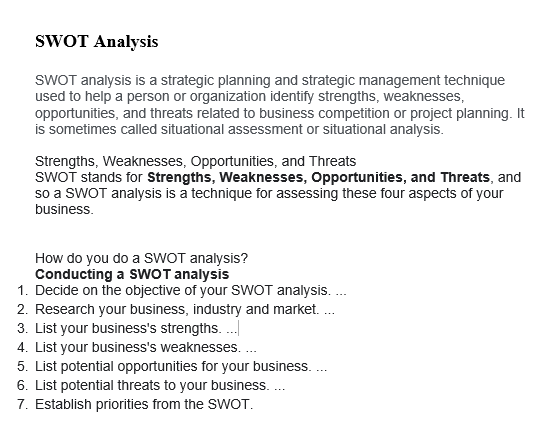 SWOT Analysis
SWOT analysis is a strategic planning and strategic management technique
used to help a person or organization identify strengths, weaknesses,
opportunities, and threats related to business competition or project planning. It
is sometimes called situational assessment or situational analysis.
Strengths, Weaknesses, Opportunities, and Threats
SWOT stands for Strengths, Weaknesses, Opportunities, and Threats, and
so a SWOT analysis is a technique for assessing these four aspects of your
business.
How do you do a SWOT analysis?
Conducting a SWOT analysis
1. Decide on the objective of your SWOT analysis. ...
2. Research your business, industry and market. ...
3. List your business's strengths. ...
4. List your business's weaknesses. ...
5. List potential opportunities for your business. ...
6. List potential threats to your business. ...
7. Establish priorities from the SWOT.